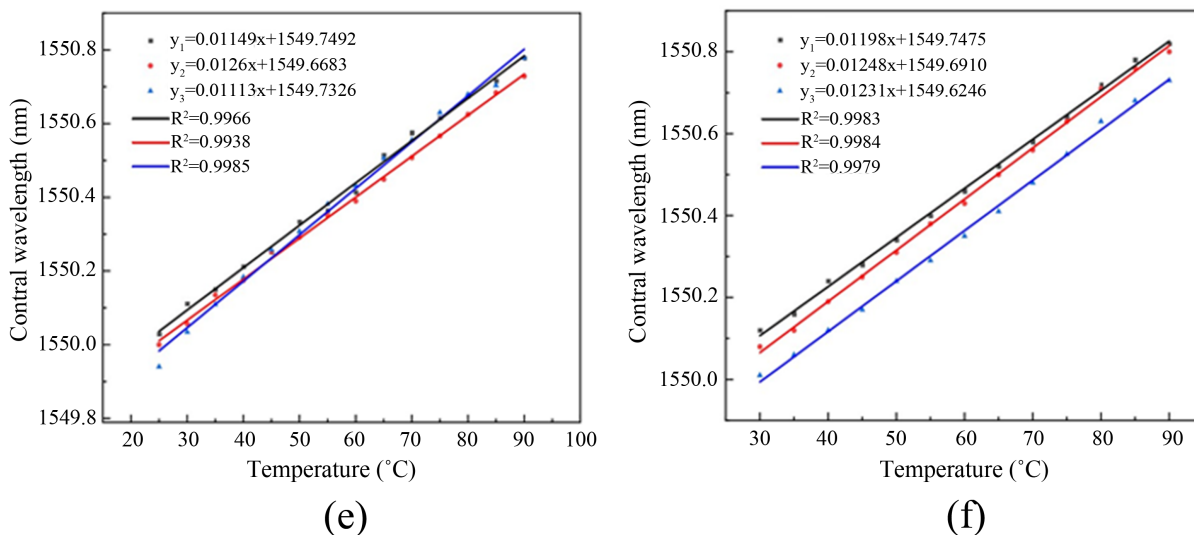 1550.8
1550.6
1550.4
1550.2
1550.0
1549.8
Contral wavelength (nm)
y₁=0.01149x+1549.7492
y₂=0.0126x+1549.6683
y₃=0.01113x+1549.7326
R²=0.9966
R²=0.9938
R²=0.9985
20 30 40 50 60 70 80 90 100
Temperature (˚C)
(e)
1550.8
1550.6
1550.4
1550.2
1550.0
Contral wavelength (nm)
y₁=0.01198x+1549.7475
y₂=0.01248x+1549.6910
y₃=0.01231x+1549.6246
R²=0.9983
R²=0.9984
R²=0.9979
30 40 50 60 70 80 90
Temperature (˚C)
(f)